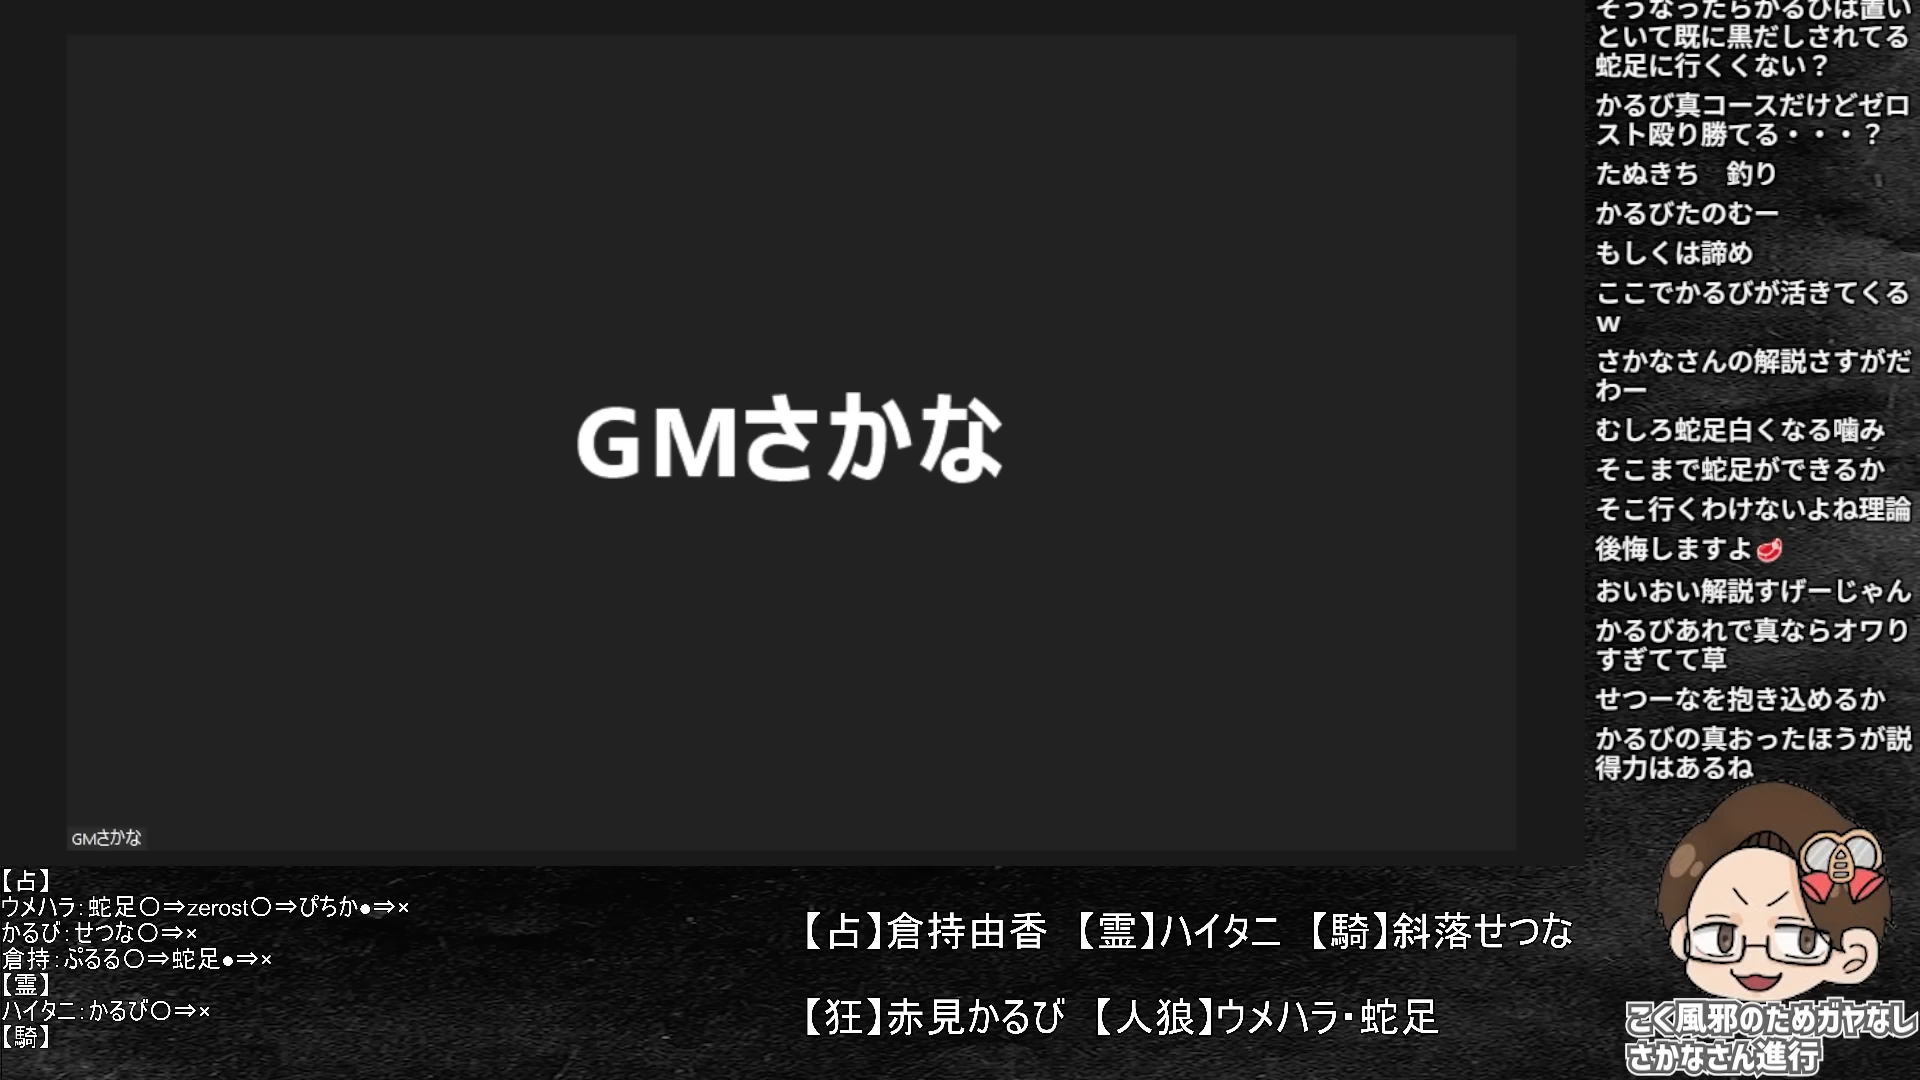 GMさかな
GMさかな
そうなったらかるびは置い
といて既に黒だしされてる
蛇足に行くくない？
かるび真コースだけどゼロ
スト殴り勝てる・・・？
たぬきち　釣り
かるびたのむー
もしくは諦め
ここでかるびが活きてくる
w
さかなさんの解説さすがだ
わー
むしろ蛇足白くなる噛み
そこまで蛇足ができるか
そこ行くわけないよね理論
後悔しますよ🥩
おいおい解説すげーじゃん
かるびあれで真ならオワり
すぎてて草
せつーなを抱き込めるか
かるびの真おったほうが説
得力はあるね
【占】
ウメハラ：蛇足〇⇒zerost〇⇒ぴちか●⇒×
かるび：せつな〇⇒×
倉持：ぷるる〇⇒蛇足●⇒×
【霊】
ハイタニ：かるび〇⇒×
【騎】
【占】倉持由香 【霊】ハイタニ 【騎】斜落せつな
【狂】赤見かるび 【人狼】ウメハラ・蛇足
こく風邪のためガヤなし
さかなさん進行